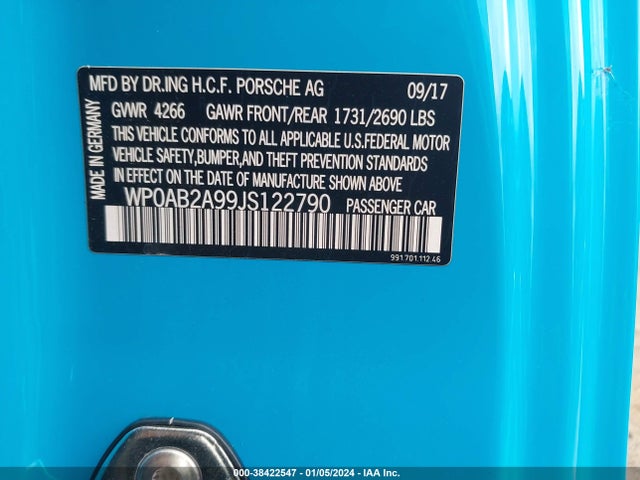 MFD BY DR.ING H.C.F. PORSCHE AG 09/17
GVWR 4266 GAWR FRONT/REAR 1731/2690 LBS
THIS VEHICLE CONFORMS TO ALL APPLICABLE U.S.FEDERAL MOTOR
VEHICLE SAFETY,BUMPER,AND THEFT PREVENTION STANDARDS
IN EFFECT ON THE DATE OF MANUFACTURE SHOWN ABOVE.
WP0AB2A99JS122790 PASSENGER CAR
991.701.112.46
MADE IN GERMANY
000-38422547 - 01/05/2024 - IAA Inc.